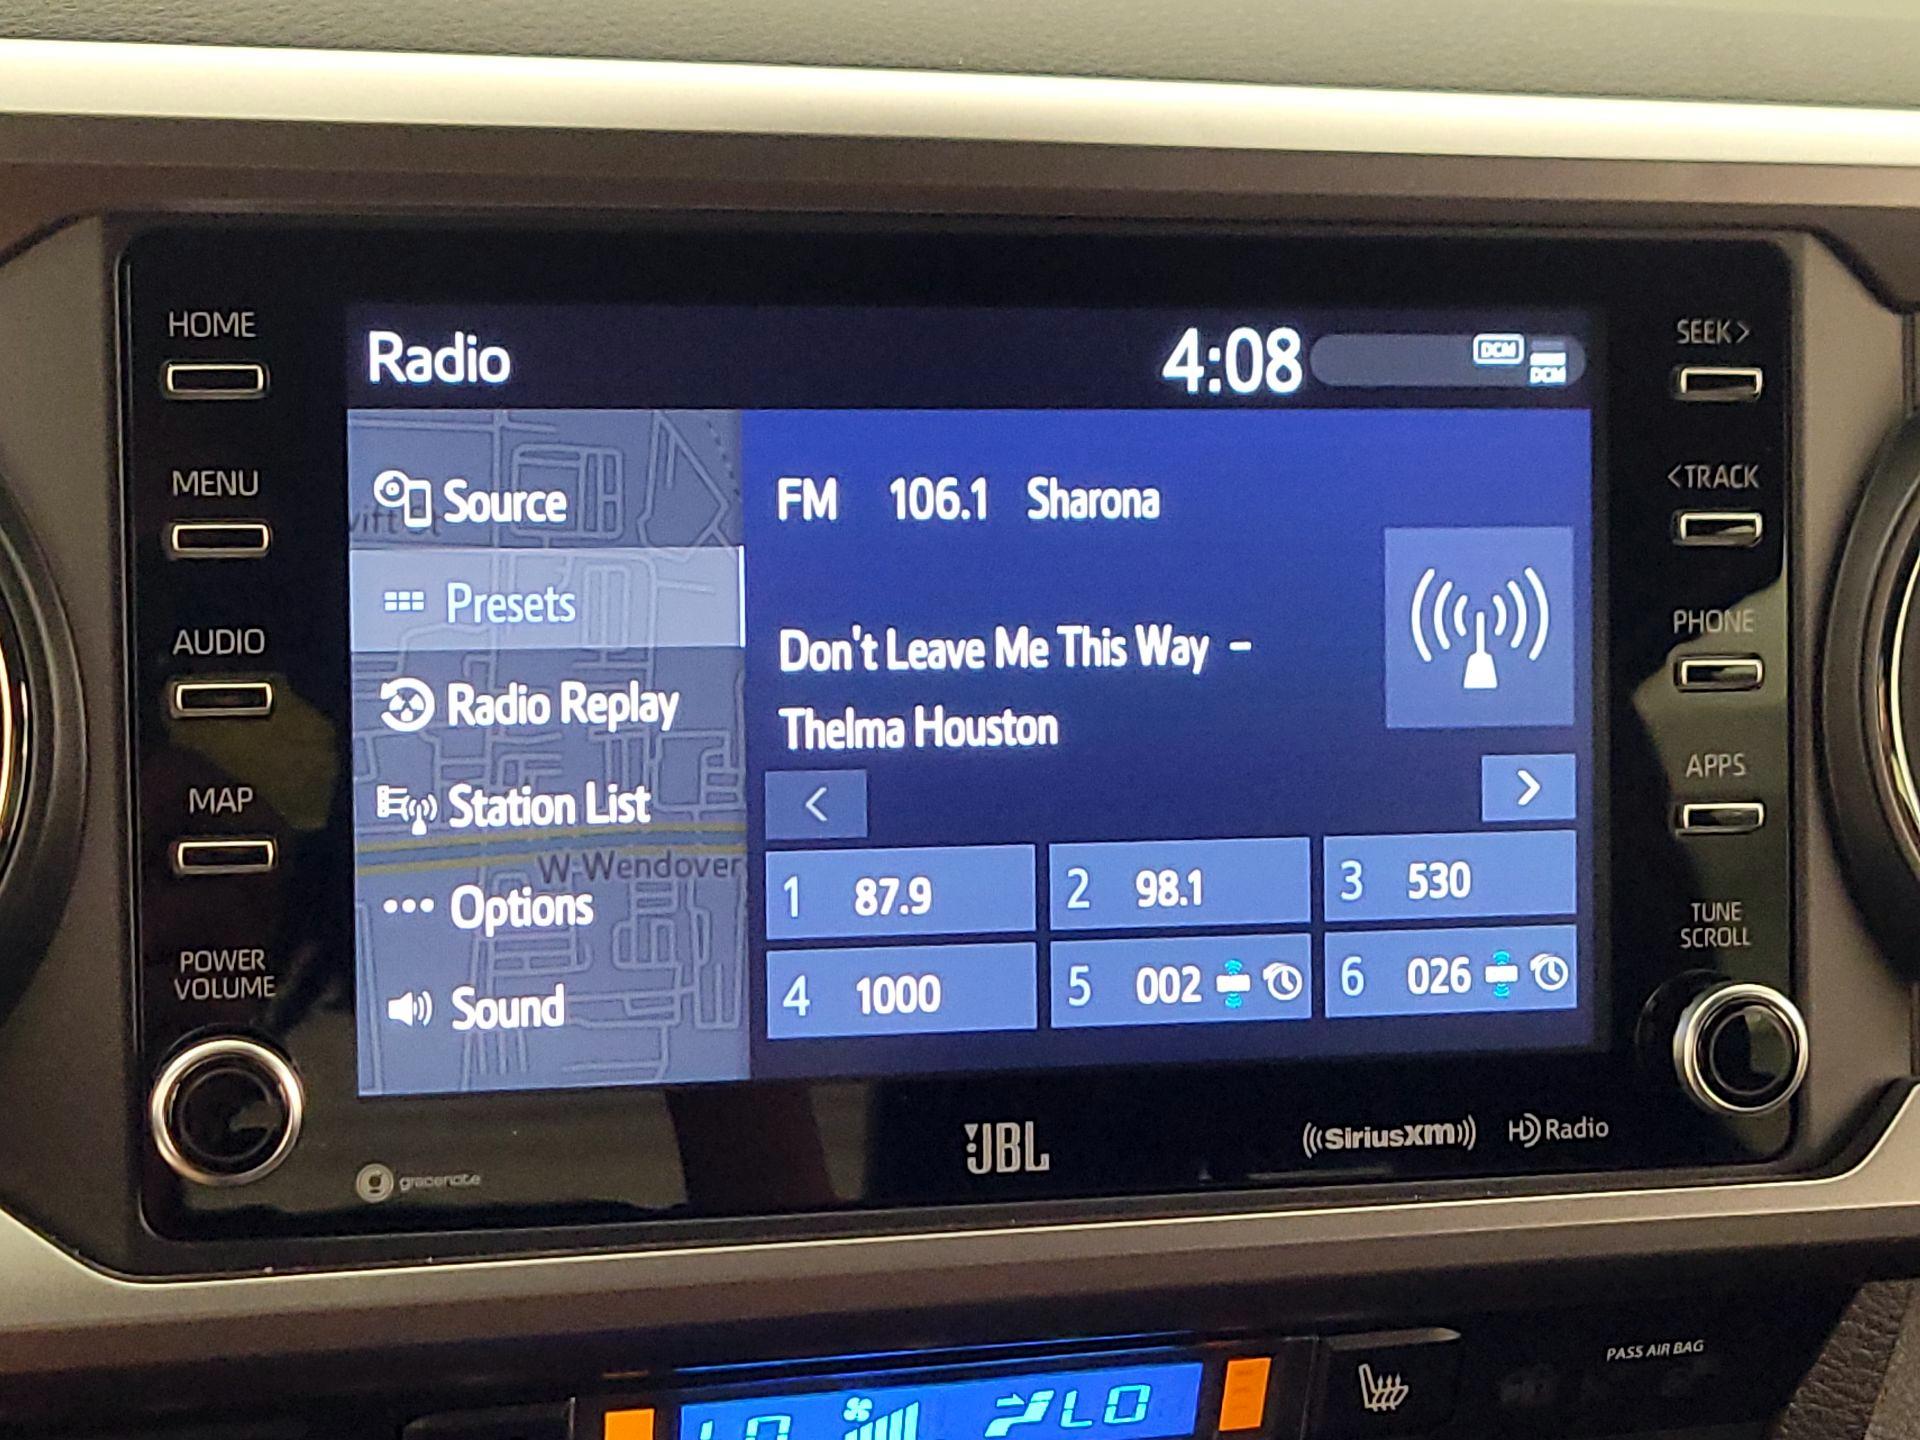 HOME
MENU
AUDIO
MAP
POWER
VOLUME
Radio
4:08
DCM
DCM
Source
Presets
Radio Replay
Station List
W-Wendover
Options
Sound
FM 106.1 Sharona
Don't Leave Me This Way –
Thelma Houston
<
>
1 87.9
2 98.1
3 530
4 1000
5 002
6 026
SEEK >
< TRACK
PHONE
APPS
TUNE
SCROLL
gracenote
JBL
((SiriusXM))
HD Radio
LO
LO
PASS AIR BAG